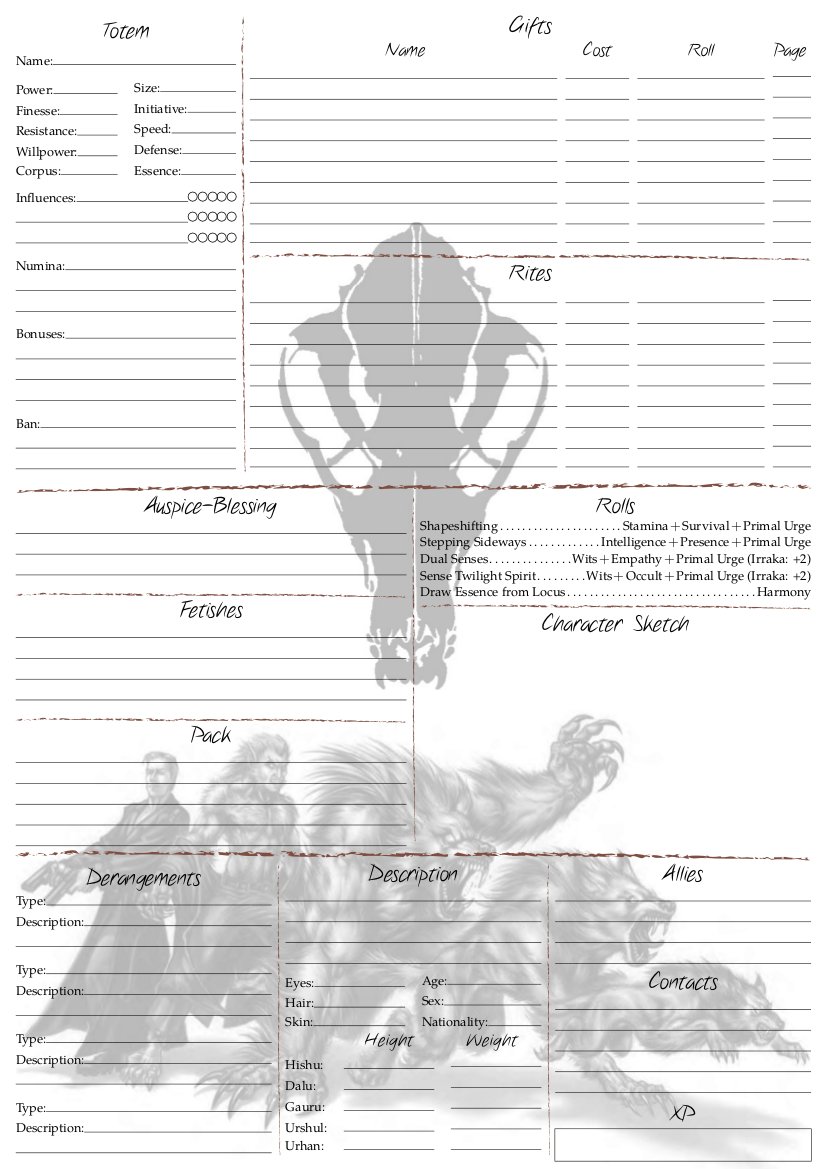 Totem
Name:
Power: Size:
Finesse: Initiative:
Resistance: Speed:
Willpower: Defense:
Corpus: Essence:
Influences:
Numina:
Bonuses:
Ban:
Gifts
Name Cost Roll Page
Rites
Auspice-Blessing
Fetishes
Pack
Rolls
Shapeshifting . . . . . . . . . . . . . . . . . . . . . . Stamina + Survival + Primal Urge
Stepping Sideways . . . . . . . . . . . . . Intelligence + Presence + Primal Urge
Dual Senses. . . . . . . . . . . . . . . Wits + Empathy + Primal Urge (Irraka: +2)
Sense Twilight Spirit. . . . . . . . . Wits + Occult + Primal Urge (Irraka: +2)
Draw Essence from Locus . . . . . . . . . . . . . . . . . . . . . . . . . . . . . . . . . . Harmony
Character Sketch
Derangements
Type:
Description:
Type:
Description:
Type:
Description:
Type:
Description:
Description
Eyes: Age:
Hair: Sex:
Skin: Nationality:
Height Weight
Hishu:
Dalu:
Gauru:
Urshul:
Urhan:
Allies
Contacts
XP